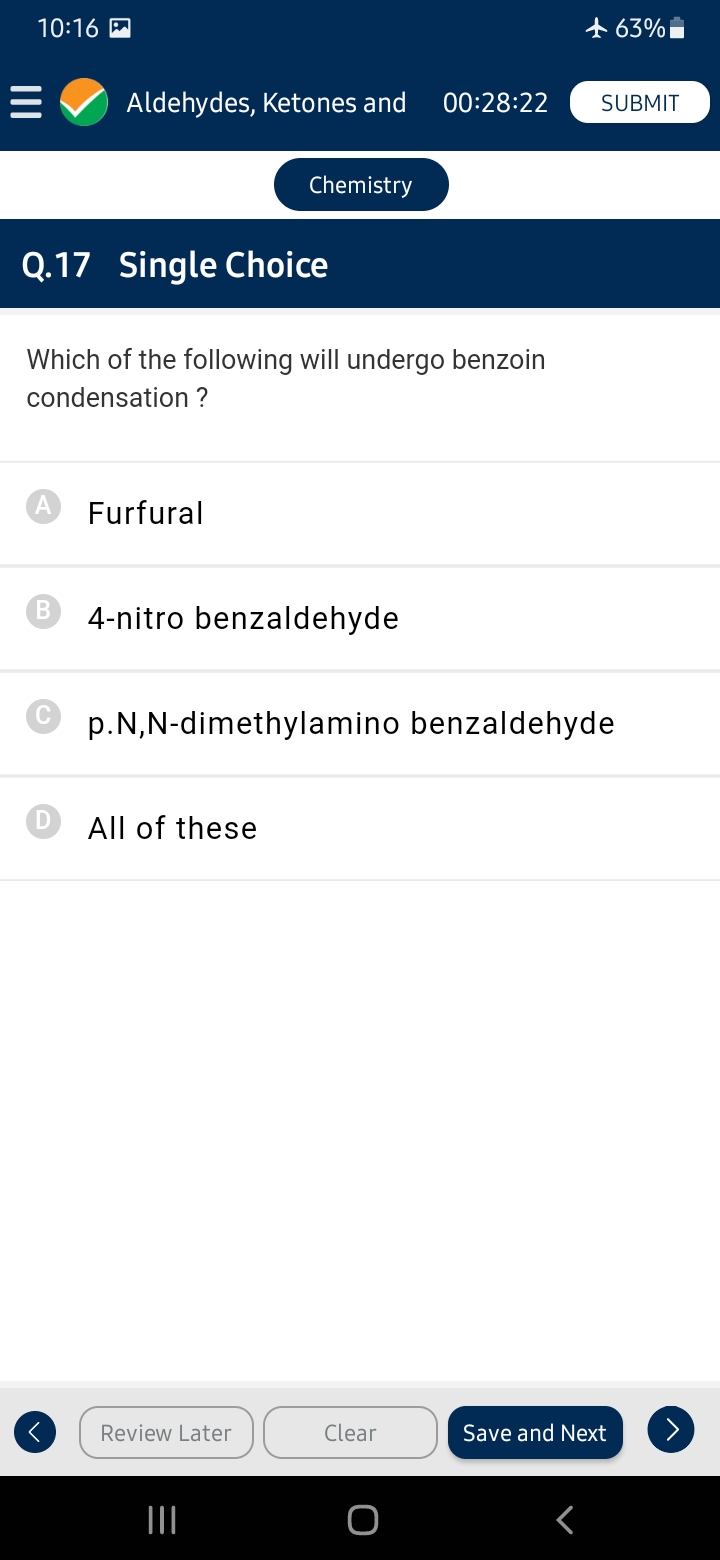 10:16 63%
Aldehydes, Ketones and 00:28:22 SUBMIT
Chemistry
Q.17 Single Choice
Which of the following will undergo benzoin
condensation ?
A Furfural
B 4-nitro benzaldehyde
C p.N,N-dimethylamino benzaldehyde
D All of these
Review Later Clear Save and Next